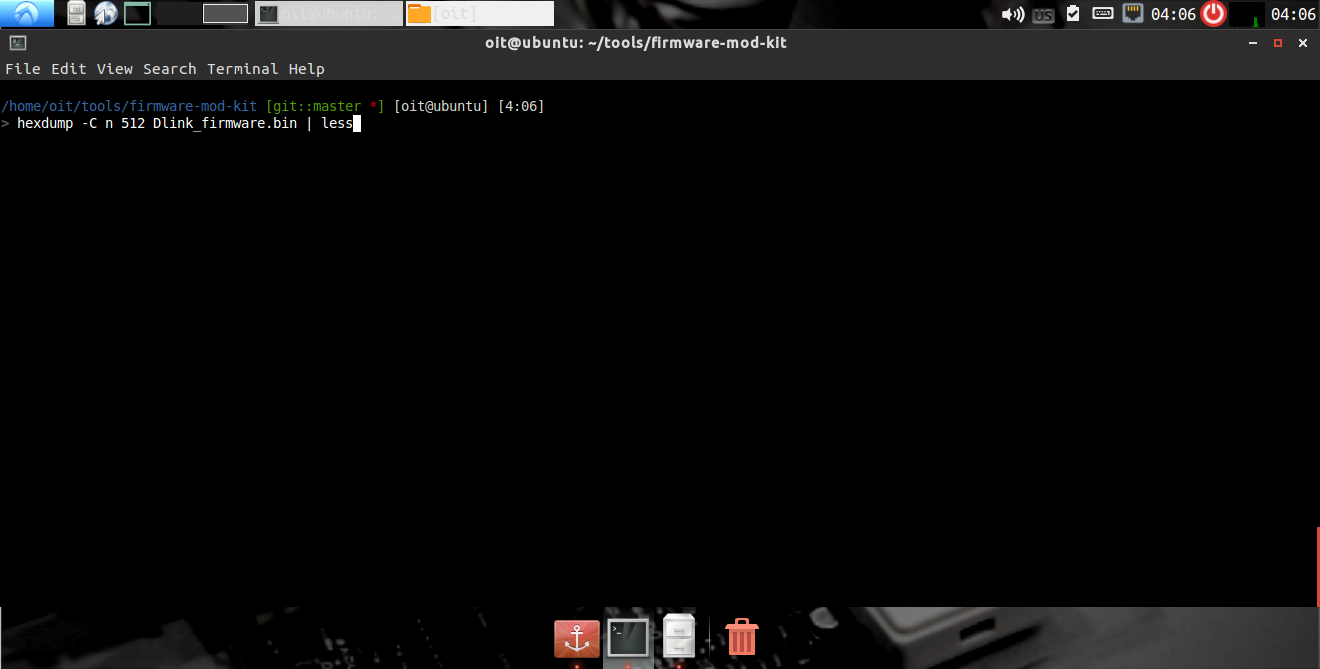 oit@ubuntu: [oit] US 04:06 04:06
oit@ubuntu: ~/tools/firmware-mod-kit
File Edit View Search Terminal Help
/home/oit/tools/firmware-mod-kit [git::master *] [oit@ubuntu] [4:06]
> hexdump -C n 512 Dlink_firmware.bin | less